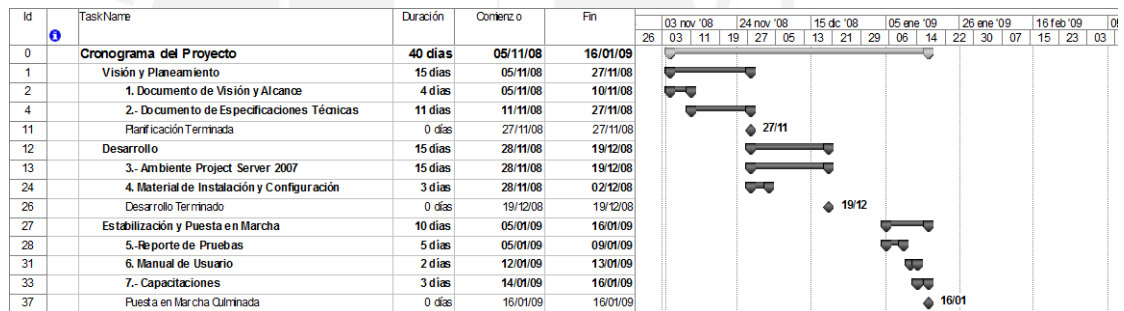 Id TaskName Duración Comienzo Fin 03 nov '08 24 nov '08 15 dic '08 05 ene '09 26 ene '09 16 feb '09
26 03 11 19 27 05 13 21 29 06 14 22 30 07 15 23 03
0 Cronograma del Proyecto 40 días 05/11/08 16/01/09
1 Visión y Planeamiento 15 días 05/11/08 27/11/08
2 1. Documento de Visión y Alcance 4 días 05/11/08 10/11/08
4 2.- Documento de Especificaciones Técnicas 11 días 11/11/08 27/11/08
11 Planificación Terminada 0 días 27/11/08 27/11/08 27/11
12 Desarrollo 15 días 28/11/08 19/12/08
13 3.- Ambiente Project Server 2007 15 días 28/11/08 19/12/08
24 4. Material de Instalación y Configuración 3 días 28/11/08 02/12/08
26 Desarrollo Terminado 0 días 19/12/08 19/12/08 19/12
27 Estabilización y Puesta en Marcha 10 días 05/01/09 16/01/09
28 5.-Reporte de Pruebas 5 días 05/01/09 09/01/09
31 6. Manual de Usuario 2 días 12/01/09 13/01/09
33 7.- Capacitaciones 3 días 14/01/09 16/01/09
37 Puesta en Marcha Culminada 0 días 16/01/09 16/01/09 16/01